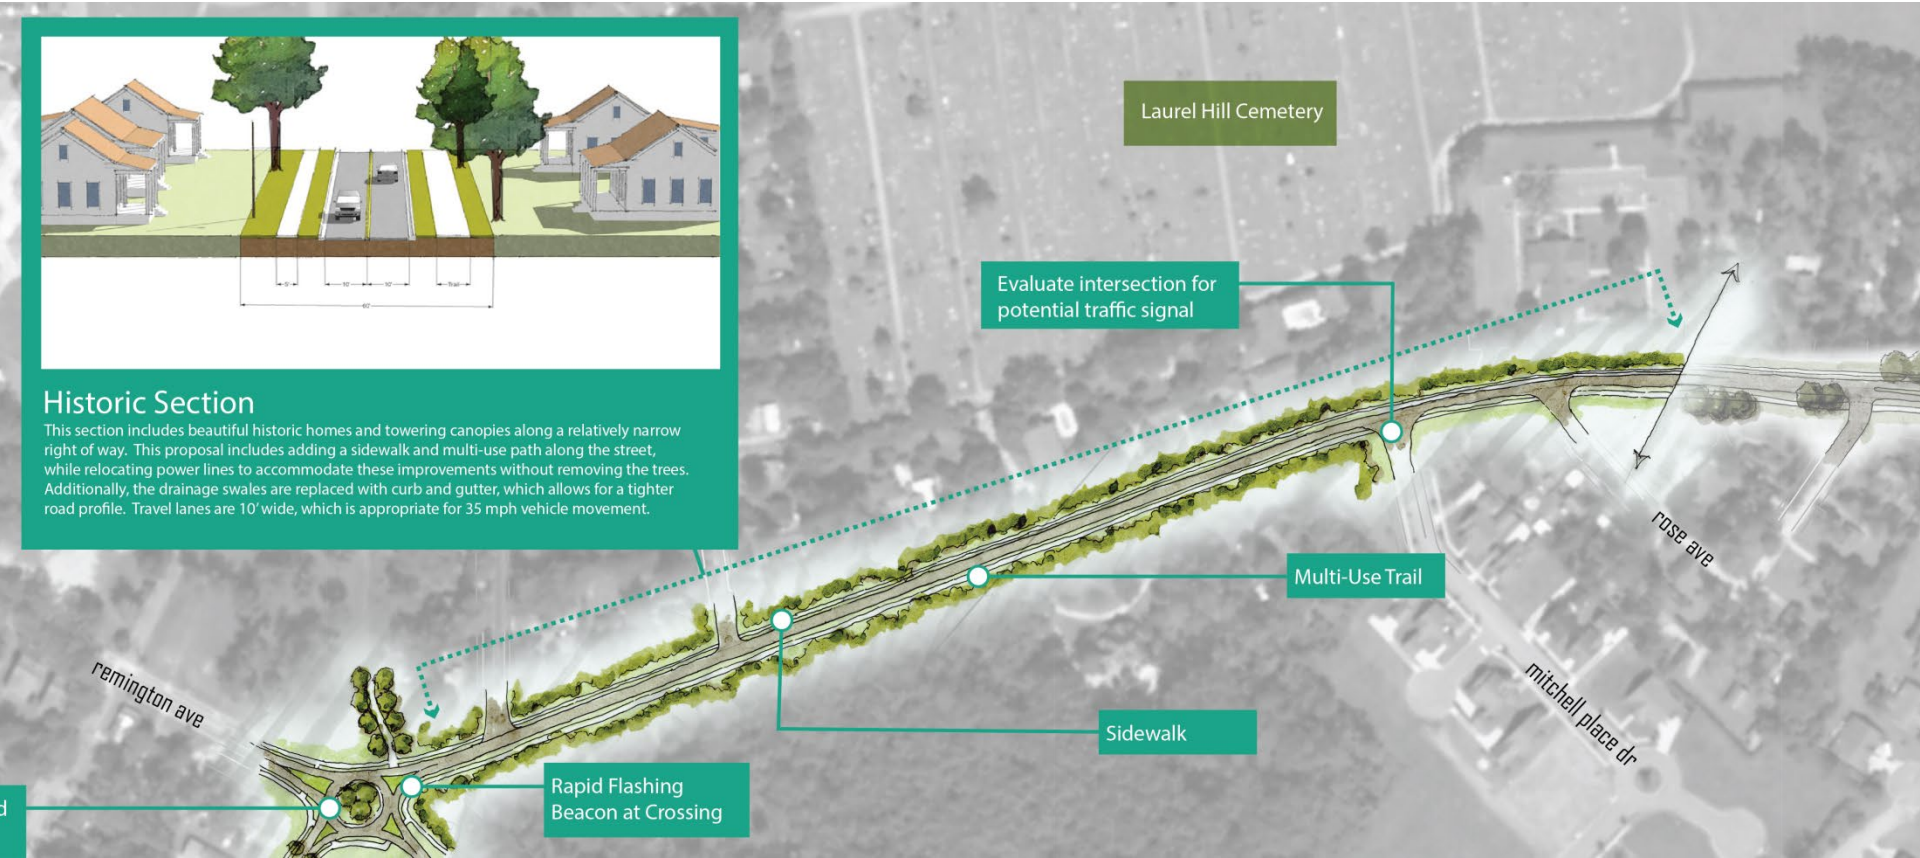 5'
10'
10'
Trail
60'
Historic Section
This section includes beautiful historic homes and towering canopies along a relatively narrow
right of way.  This proposal includes adding a sidewalk and multi-use path along the street,
while relocating power lines to accommodate these improvements without removing the trees.
Additionally, the drainage swales are replaced with curb and gutter, which allows for a tighter
road profile.  Travel lanes are 10' wide, which is appropriate for 35 mph vehicle movement.
Laurel Hill Cemetery
Evaluate intersection for
potential traffic signal
rose ave
Multi-Use Trail
remington ave
mitchell place dr
Sidewalk
Rapid Flashing
Beacon at Crossing